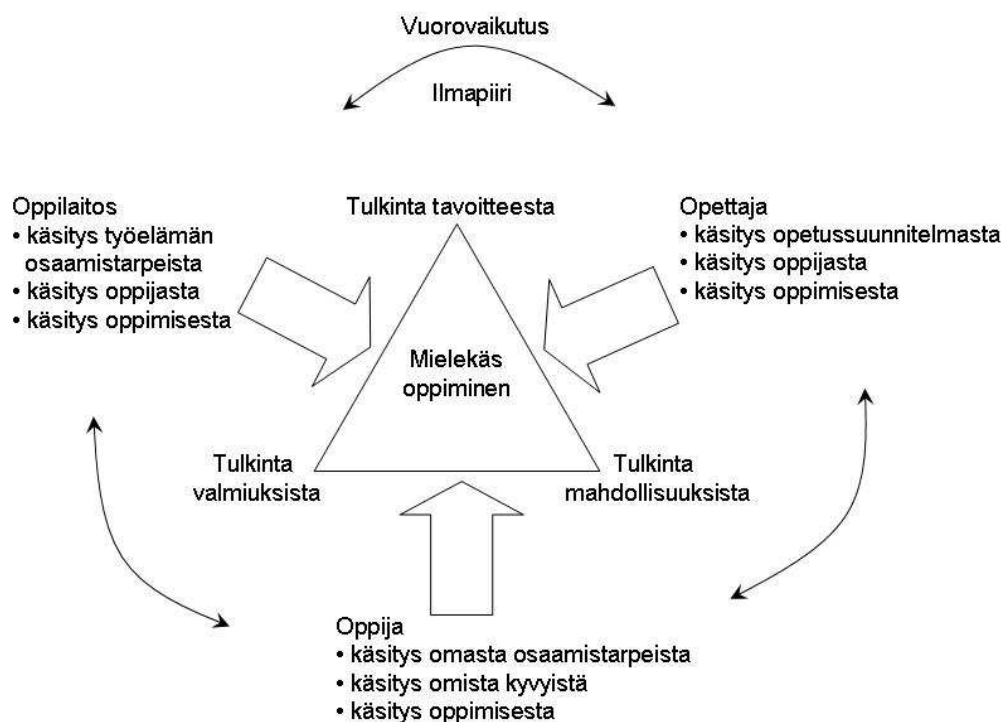 Vuorovaikutus
Ilmapiiri
Oppilaitos
• käsitys työelämän
osaamistarpeista
• käsitys oppijasta
• käsitys oppimisesta
Tulkinta tavoitteesta
Opettaja
• käsitys opetussuunnitelmasta
• käsitys oppijasta
• käsitys oppimisesta
Mielekäs
oppiminen
Tulkinta
valmiuksista
Tulkinta
mahdollisuuksista
Oppija
• käsitys omasta osaamistarpeista
• käsitys omista kyvyistä
• käsitys oppimisesta